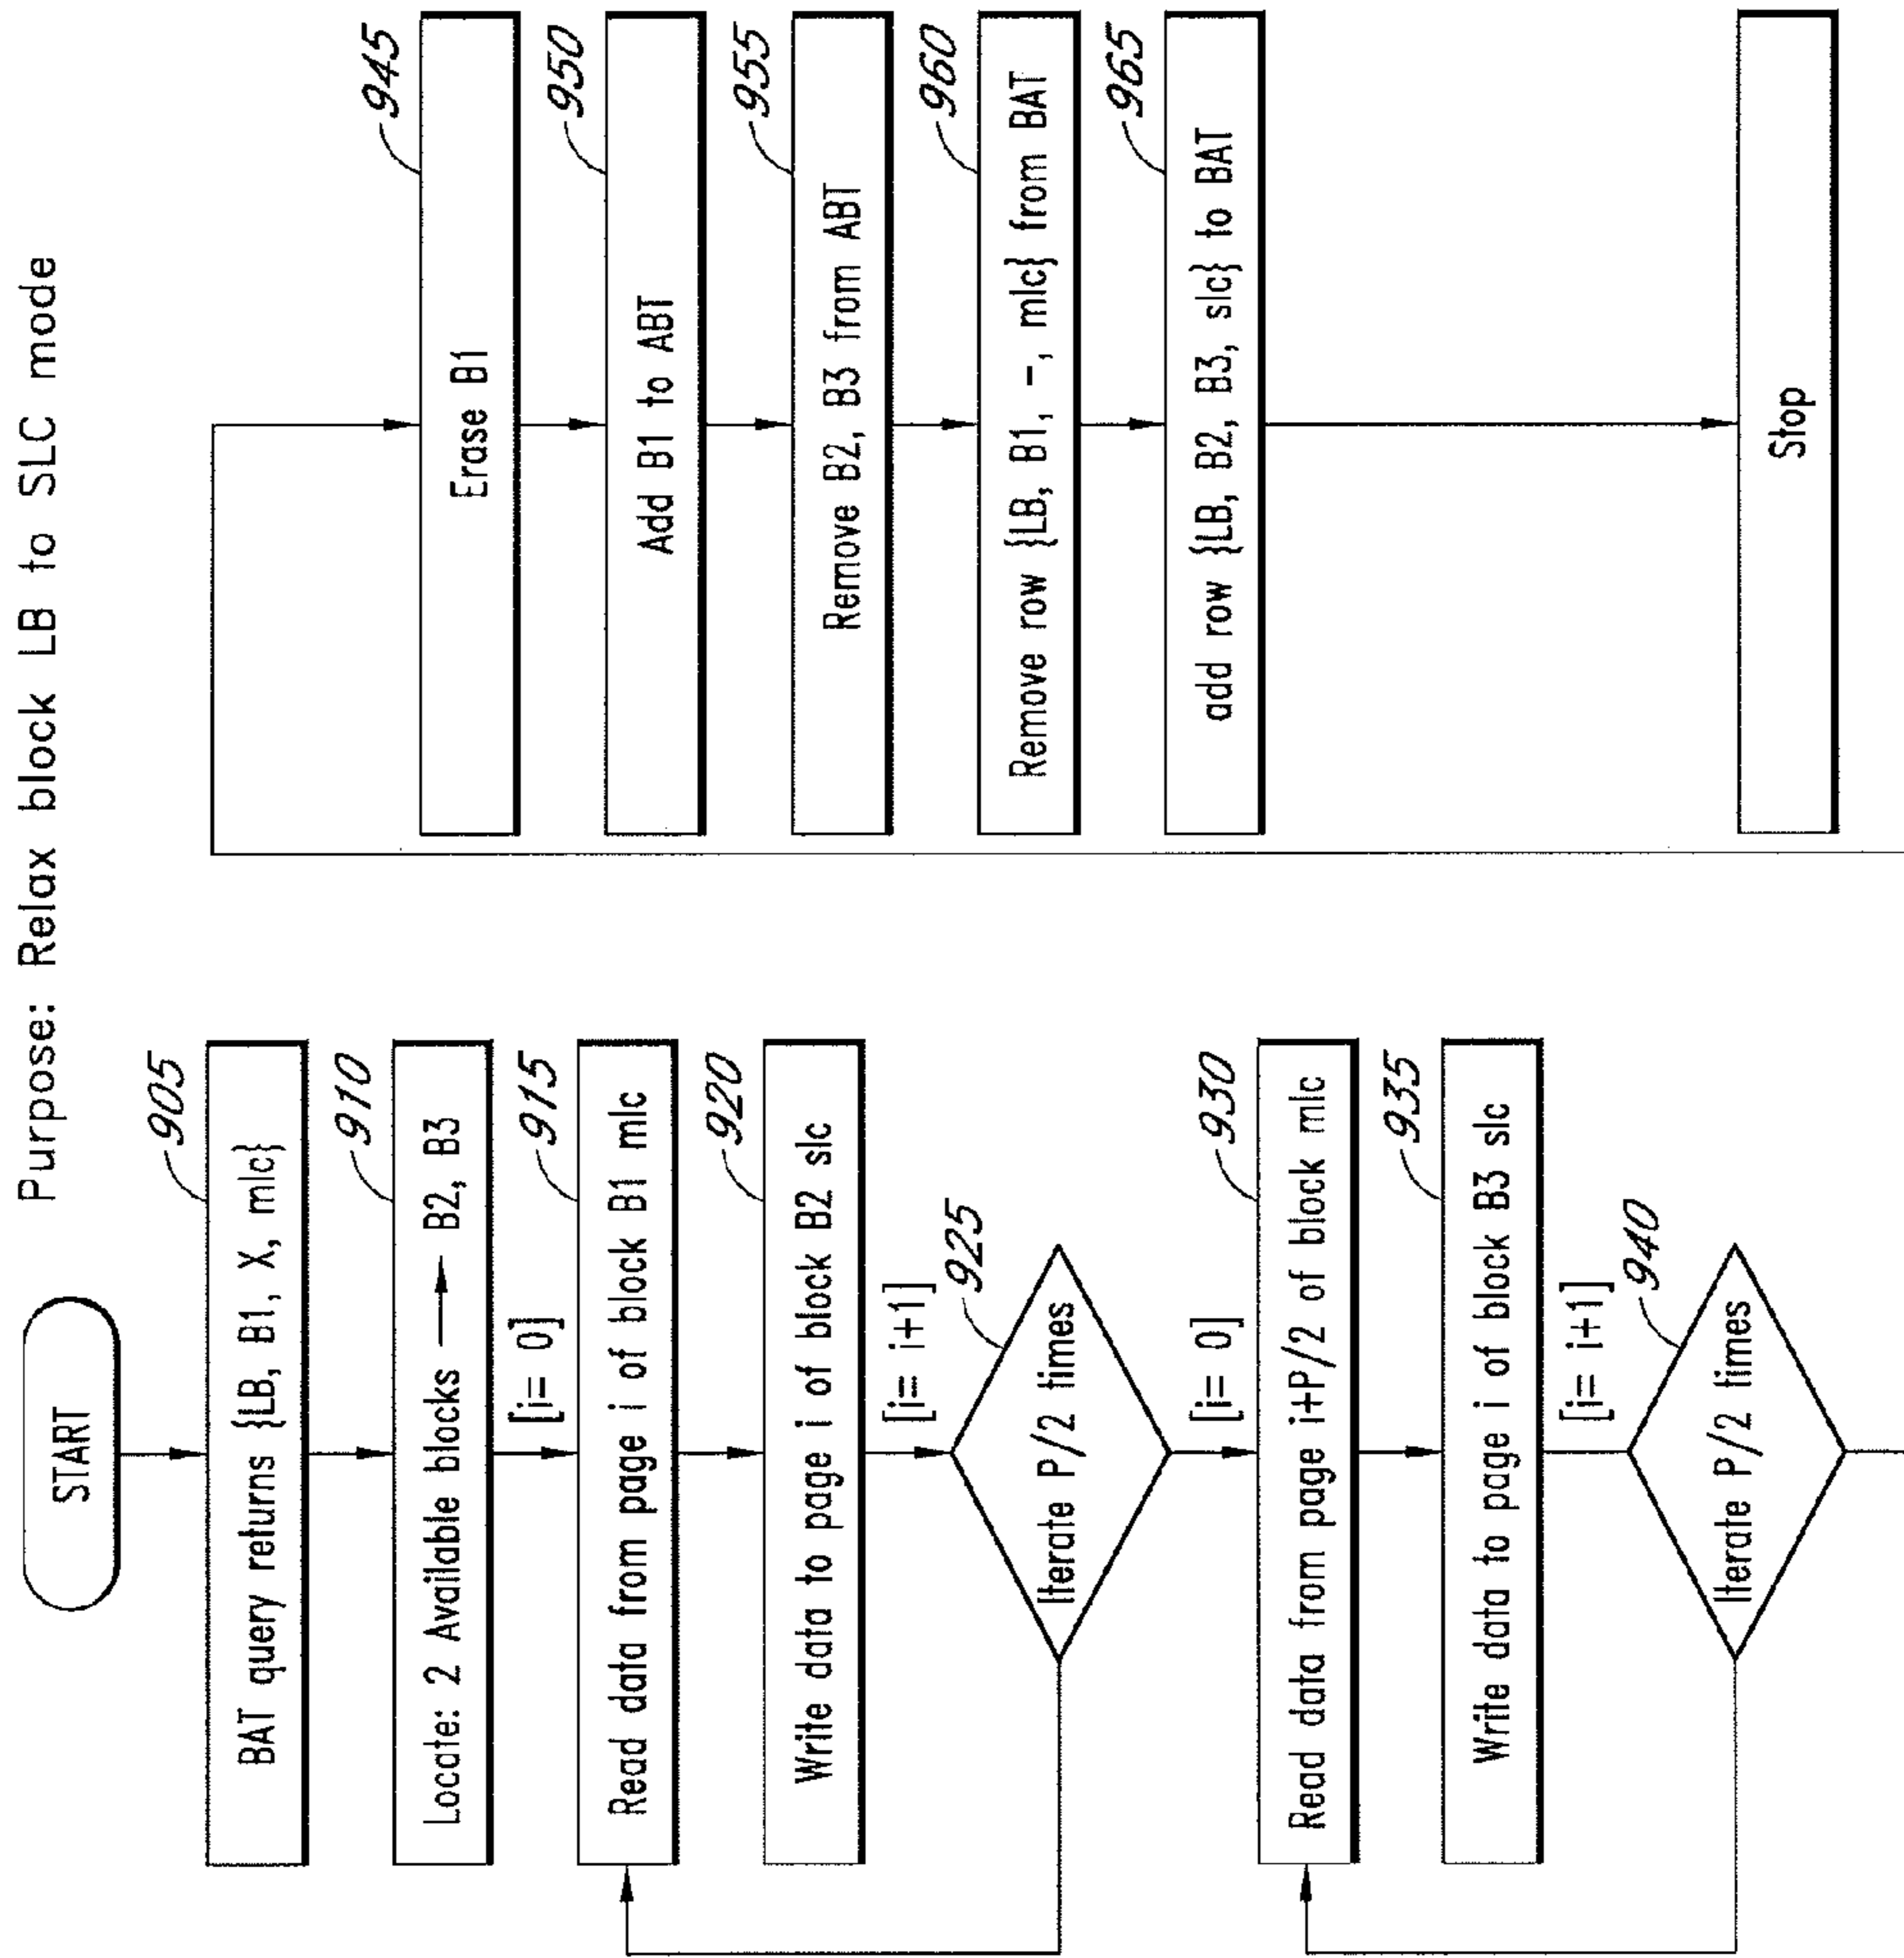 Purpose: Relax block LB to SLC mode
START
905
BAT query returns {LB, B1, X, mlc}
910
Locate: 2 Available blocks → B2, B3
[i= 0]
915
Read data from page i of block B1 mlc
920
Write data to page i of block B2 slc
[i= i+1]
925
Iterate P/2 times
[i= 0]
930
Read data from page i+P/2 of block mlc
935
Write data to page i of block B3 slc
[i= i+1]
940
Iterate P/2 times
945
Erase B1
950
Add B1 to ABT
955
Remove B2, B3 from ABT
960
Remove row {LB, B1, -, mlc} from BAT
965
add row {LB, B2, B3, slc} to BAT
Stop